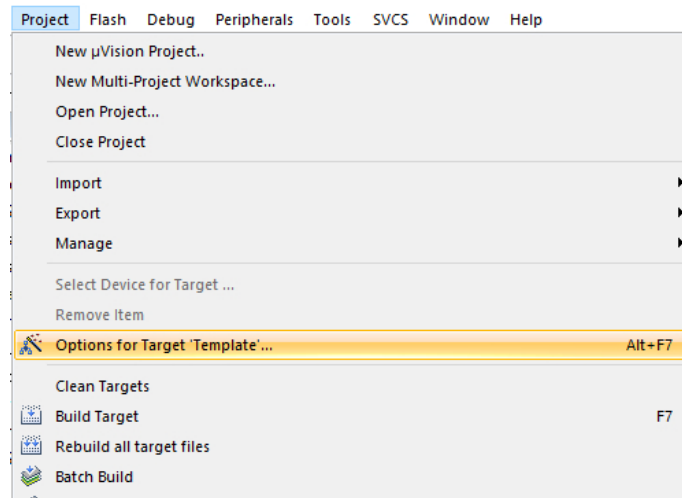 Project Flash Debug Peripherals Tools SVCS Window Help
New µVision Project..
New Multi-Project Workspace...
Open Project...
Close Project
Import
Export
Manage
Select Device for Target ...
Remove Item
Options for Target 'Template'... Alt+F7
Clean Targets
Build Target F7
Rebuild all target files
Batch Build